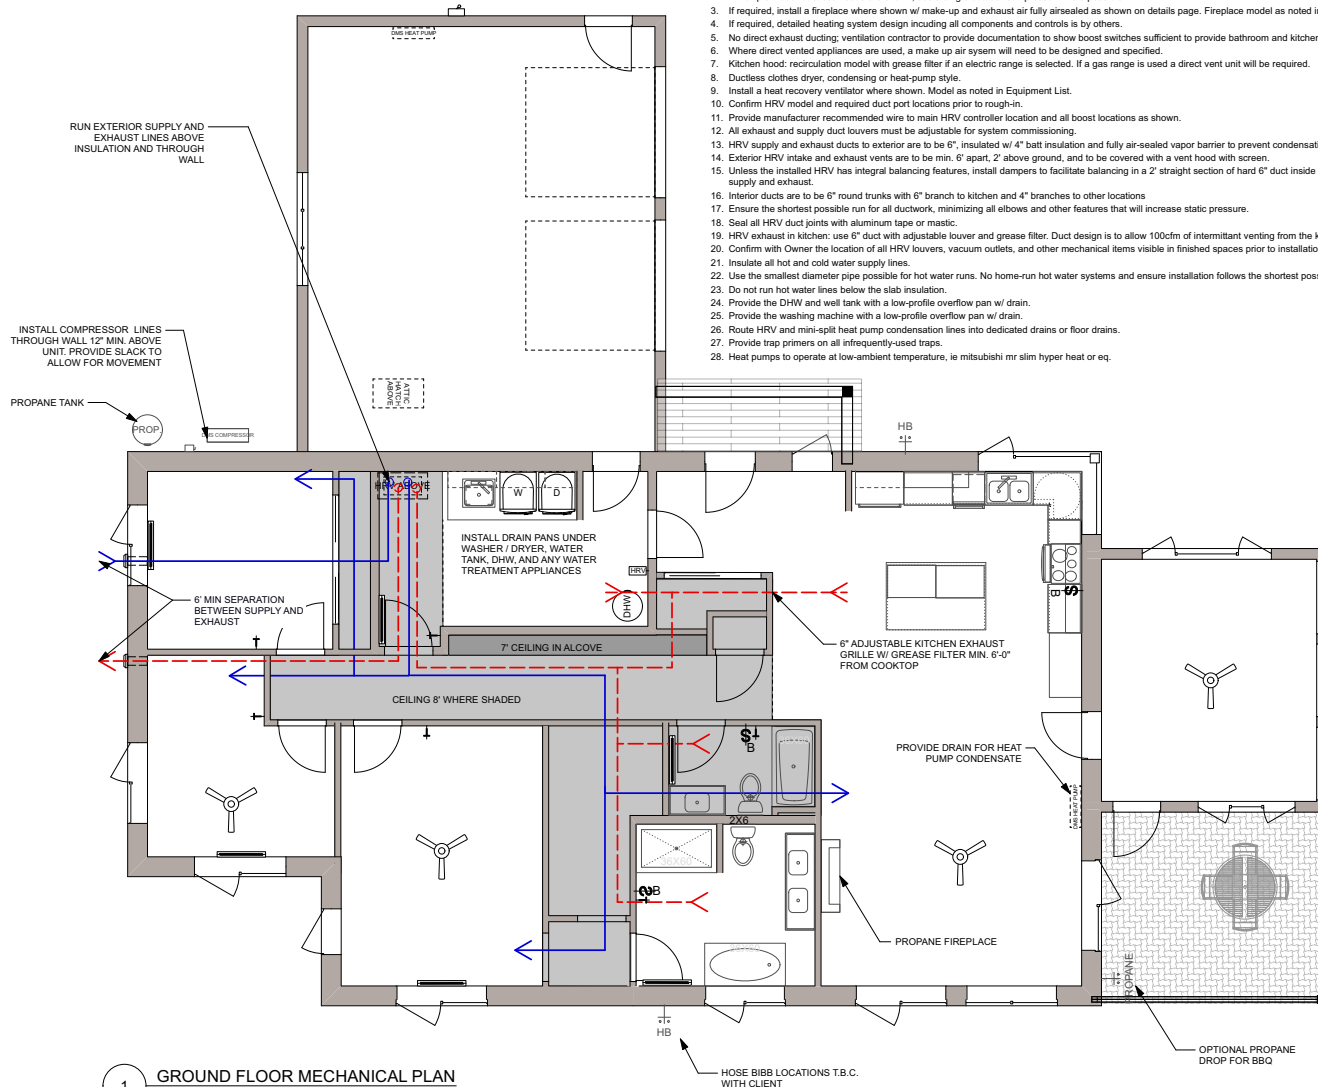 3. If required, install a fireplace where shown w/ make-up and exhaust air fully airsealed as shown on details page. Fireplace model as noted i
4. If required, detailed heating system design incuding all components and controls is by others.
5. No direct exhaust ducting; ventilation contractor to provide documentation to show boost switches sufficient to provide bathroom and kitchen
6. Where direct vented appliances are used, a make up air sysem will need to be designed and specified.
7. Kitchen hood: recirculation model with grease filter if an electric range is selected. If a gas range is used a direct vent unit will be required.
8. Ductless clothes dryer, condensing or heat-pump style.
9. Install a heat recovery ventilator where shown. Model as noted in Equipment List.
10. Confirm HRV model and required duct port locations prior to rough-in.
11. Provide manufacturer recommended wire to main HRV controller location and all boost locations as shown.
12. All exhaust and supply duct louvers must be adjustable for system commissioning.
13. HRV supply and exhaust ducts to exterior are to be 6", insulated w/ 4" batt insulation and fully air-sealed vapor barrier to prevent condensati
14. Exterior HRV intake and exhaust vents are to be min. 6' apart, 2' above ground, and to be covered with a vent hood with screen.
15. Unless the installed HRV has integral balancing features, install dampers to facilitate balancing in a 2' straight section of hard 6" duct inside
supply and exhaust.
16. Interior ducts are to be 6" round trunks with 6" branch to kitchen and 4" branches to other locations
17. Ensure the shortest possible run for all ductwork, minimizing all elbows and other features that will increase static pressure.
18. Seal all HRV duct joints with aluminum tape or mastic.
19. HRV exhaust in kitchen: use 6" duct with adjustable louver and grease filter. Duct design is to allow 100cfm of intermittant venting from the k
20. Confirm with Owner the location of all HRV louvers, vacuum outlets, and other mechanical items visible in finished spaces prior to installatio
21. Insulate all hot and cold water supply lines.
22. Use the smallest diameter pipe possible for hot water runs. No home-run hot water systems and ensure installation follows the shortest poss
23. Do not run hot water lines below the slab insulation.
24. Provide the DHW and well tank with a low-profile overflow pan w/ drain.
25. Provide the washing machine with a low-profile overflow pan w/ drain.
26. Route HRV and mini-split heat pump condensation lines into dedicated drains or floor drains.
27. Provide trap primers on all infrequently-used traps.
28. Heat pumps to operate at low-ambient temperature, ie mitsubishi mr slim hyper heat or eq.
DMS HEAT PUMP
RUN EXTERIOR SUPPLY AND
EXHAUST LINES ABOVE
INSULATION AND THROUGH
WALL
INSTALL COMPRESSOR LINES
THROUGH WALL 12" MIN. ABOVE
UNIT. PROVIDE SLACK TO
ALLOW FOR MOVEMENT
PROPANE TANK
PROP.
DMS COMPRESSOR
ATTIC
HATCH
ABOVE
HB
HRV ABOVE
W
D
INSTALL DRAIN PANS UNDER
WASHER / DRYER, WATER
TANK, DHW, AND ANY WATER
TREATMENT APPLIANCES
HRV
DHW
B
S
6' MIN SEPARATION
BETWEEN SUPPLY AND
EXHAUST
7' CEILING IN ALCOVE
6" ADJUSTABLE KITCHEN EXHAUST
GRILLE W/ GREASE FILTER MIN. 6'-0"
FROM COOKTOP
CEILING 8' WHERE SHADED
T
T
T
S
T
B
PROVIDE DRAIN FOR HEAT
PUMP CONDENSATE
DMS HEAT PUMP
2X6
36X60
S
T
B
PROPANE FIREPLACE
PROPANE
HB
HOSE BIBB LOCATIONS T.B.C.
WITH CLIENT
OPTIONAL PROPANE
DROP FOR BBQ
1
GROUND FLOOR MECHANICAL PLAN